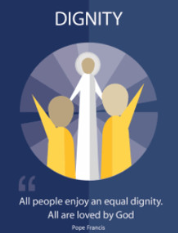 DIGNITY
“
All people enjoy an equal dignity.
All are loved by God
Pope Francis